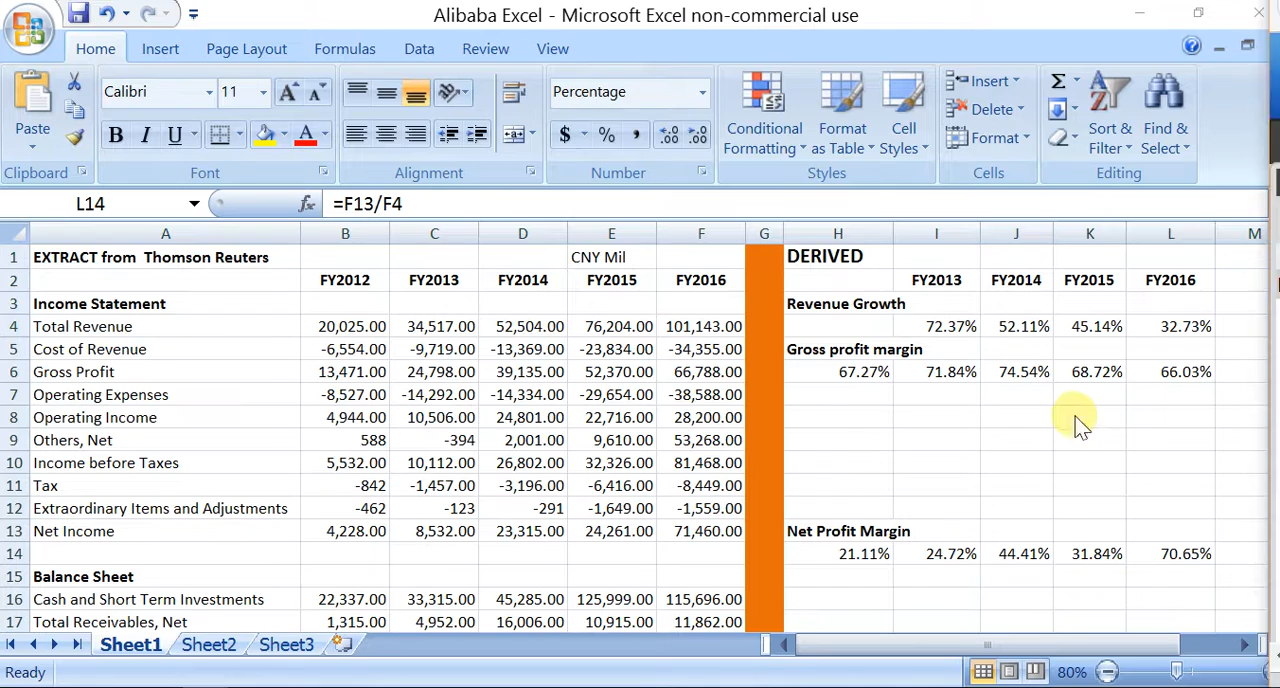 Alibaba Excel - Microsoft Excel non-commercial use
Home Insert Page Layout Formulas Data Review View
Calibri 11 Percentage Insert Delete Format
Paste B I U $ % , Conditional Formatting Format as Table Cell Styles Sort & Filter Find & Select
Clipboard Font Alignment Number Styles Cells Editing
L14 fx =F13/F4
A B C D E F G H I J K L M
1 EXTRACT from Thomson Reuters CNY Mil DERIVED
2 FY2012 FY2013 FY2014 FY2015 FY2016 FY2013 FY2014 FY2015 FY2016
3 Income Statement Revenue Growth
4 Total Revenue 20,025.00 34,517.00 52,504.00 76,204.00 101,143.00 72.37% 52.11% 45.14% 32.73%
5 Cost of Revenue -6,554.00 -9,719.00 -13,369.00 -23,834.00 -34,355.00 Gross profit margin
6 Gross Profit 13,471.00 24,798.00 39,135.00 52,370.00 66,788.00 67.27% 71.84% 74.54% 68.72% 66.03%
7 Operating Expenses -8,527.00 -14,292.00 -14,334.00 -29,654.00 -38,588.00
8 Operating Income 4,944.00 10,506.00 24,801.00 22,716.00 28,200.00
9 Others, Net 588 -394 2,001.00 9,610.00 53,268.00
10 Income before Taxes 5,532.00 10,112.00 26,802.00 32,326.00 81,468.00
11 Tax -842 -1,457.00 -3,196.00 -6,416.00 -8,449.00
12 Extraordinary Items and Adjustments -462 -123 -291 -1,649.00 -1,559.00
13 Net Income 4,228.00 8,532.00 23,315.00 24,261.00 71,460.00 Net Profit Margin
14 21.11% 24.72% 44.41% 31.84% 70.65%
15 Balance Sheet
16 Cash and Short Term Investments 22,337.00 33,315.00 45,285.00 125,999.00 115,696.00
17 Total Receivables, Net 1,315.00 4,952.00 16,006.00 10,915.00 11,862.00
Sheet1 Sheet2 Sheet3
Ready 80%